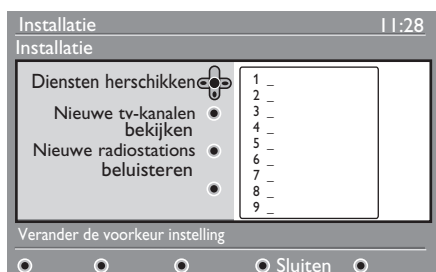 Installatie 11:28
Installatie
Diensten herschikken
Nieuwe tv-kanalen
bekijken
Nieuwe radiostations
beluisteren
1 _
2 _
3 _
4 _
5 _
6 _
7 _
8 _
9 _
Verander de voorkeur instelling
Sluiten